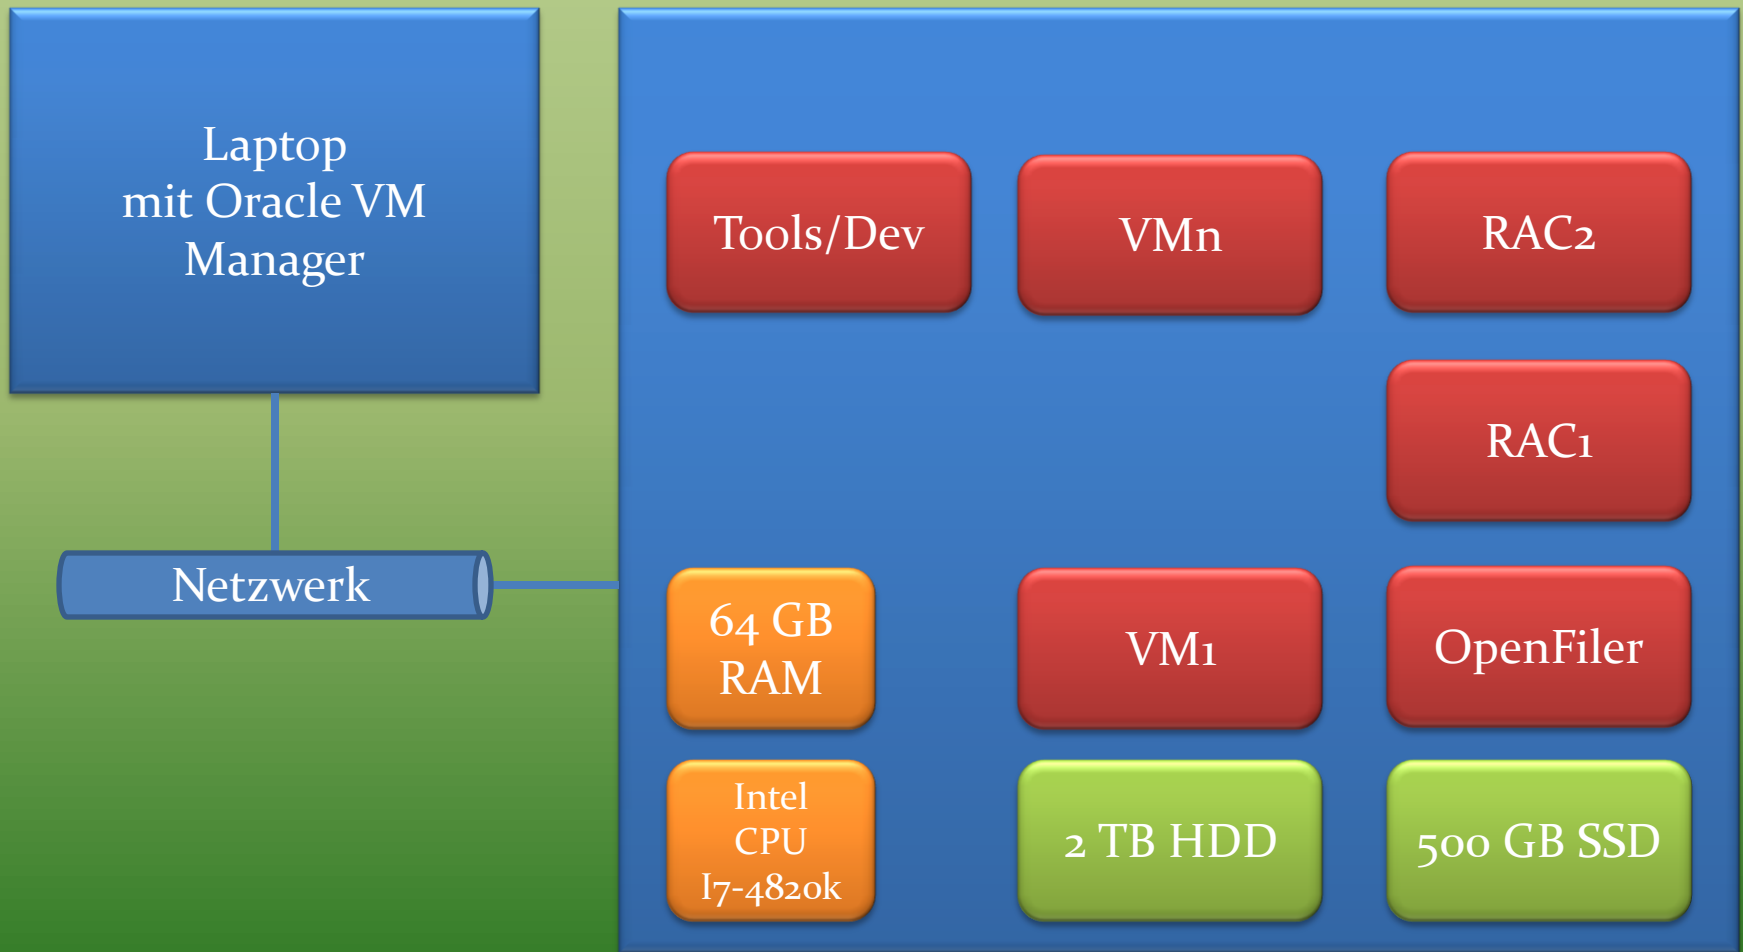 Laptop
mit Oracle VM
Manager
Netzwerk
Tools/Dev
VMn
RAC2
RAC1
64 GB
RAM
VM1
OpenFiler
Intel
CPU
I7-4820k
2 TB HDD
500 GB SSD